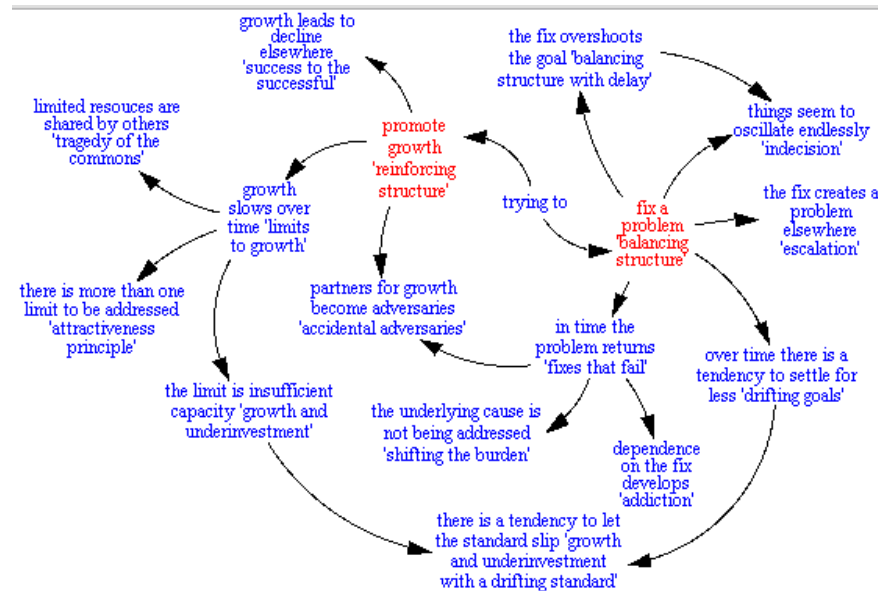 growth leads to
decline
elsewhere
'success to the
successful'
the fix overshoots
the goal 'balancing
structure with delay'
limited resouces are
shared by others
'tragedy of the
commons'
promote
growth
'reinforcing
structure'
things seem to
oscillate endlessly
'indecision'
growth
slows over
time 'limits
to growth'
trying to
fix a
problem
'balancing
structure'
the fix creates a
problem
elsewhere
'escalation'
there is more than one
limit to be addressed
'attractiveness
principle'
partners for growth
become adversaries
'accidental adversaries'
in time the
problem returns
'fixes that fail'
over time there is a
tendency to settle for
less 'drifting goals'
the limit is insufficient
capacity 'growth and
underinvestment'
the underlying cause is
not being addressed
'shifting the burden'
dependence
on the fix
develops
'addiction'
there is a tendency to let
the standard slip 'growth
and underinvestment
with a drifting standard'